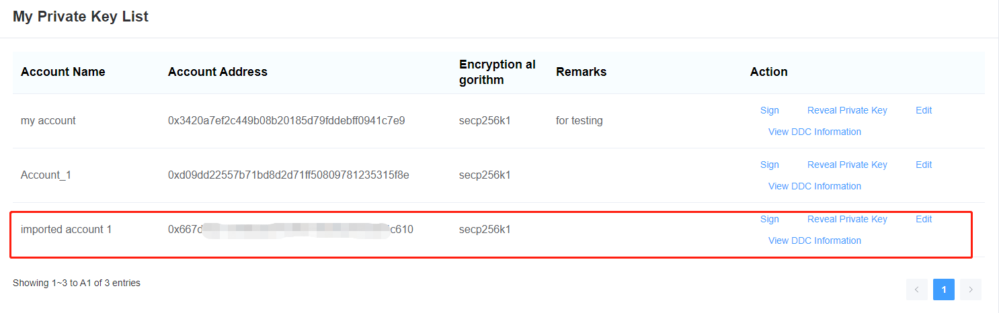 My Private Key List
Account Name Account Address Encryption al Remarks Action
gorithm
my account 0x3420a7ef2c449b08b20185d79fddebff0941c7e9 secp256k1 for testing Sign Reveal Private Key Edit
View DDC Information
Account_1 0xd09dd22557b71bd8d2d71ff50809781235315f8e secp256k1 Sign Reveal Private Key Edit
View DDC Information
imported account 1 0x667d c610 secp256k1 Sign Reveal Private Key Edit
View DDC Information
Showing 1~3 to A1 of 3 entries
1